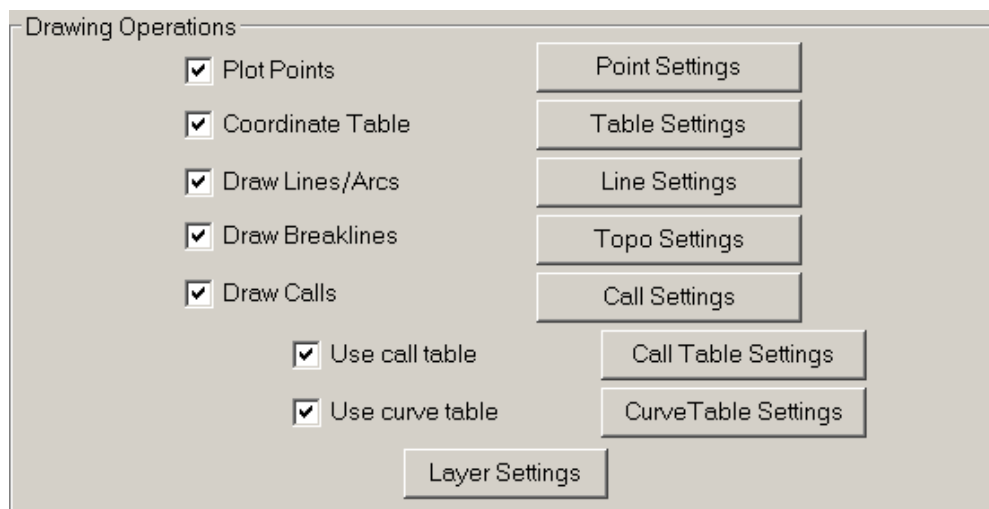 Drawing Operations
Plot Points Point Settings
Coordinate Table Table Settings
Draw Lines/Arcs Line Settings
Draw Breaklines Topo Settings
Draw Calls Call Settings
Use call table Call Table Settings
Use curve table CurveTable Settings
Layer Settings